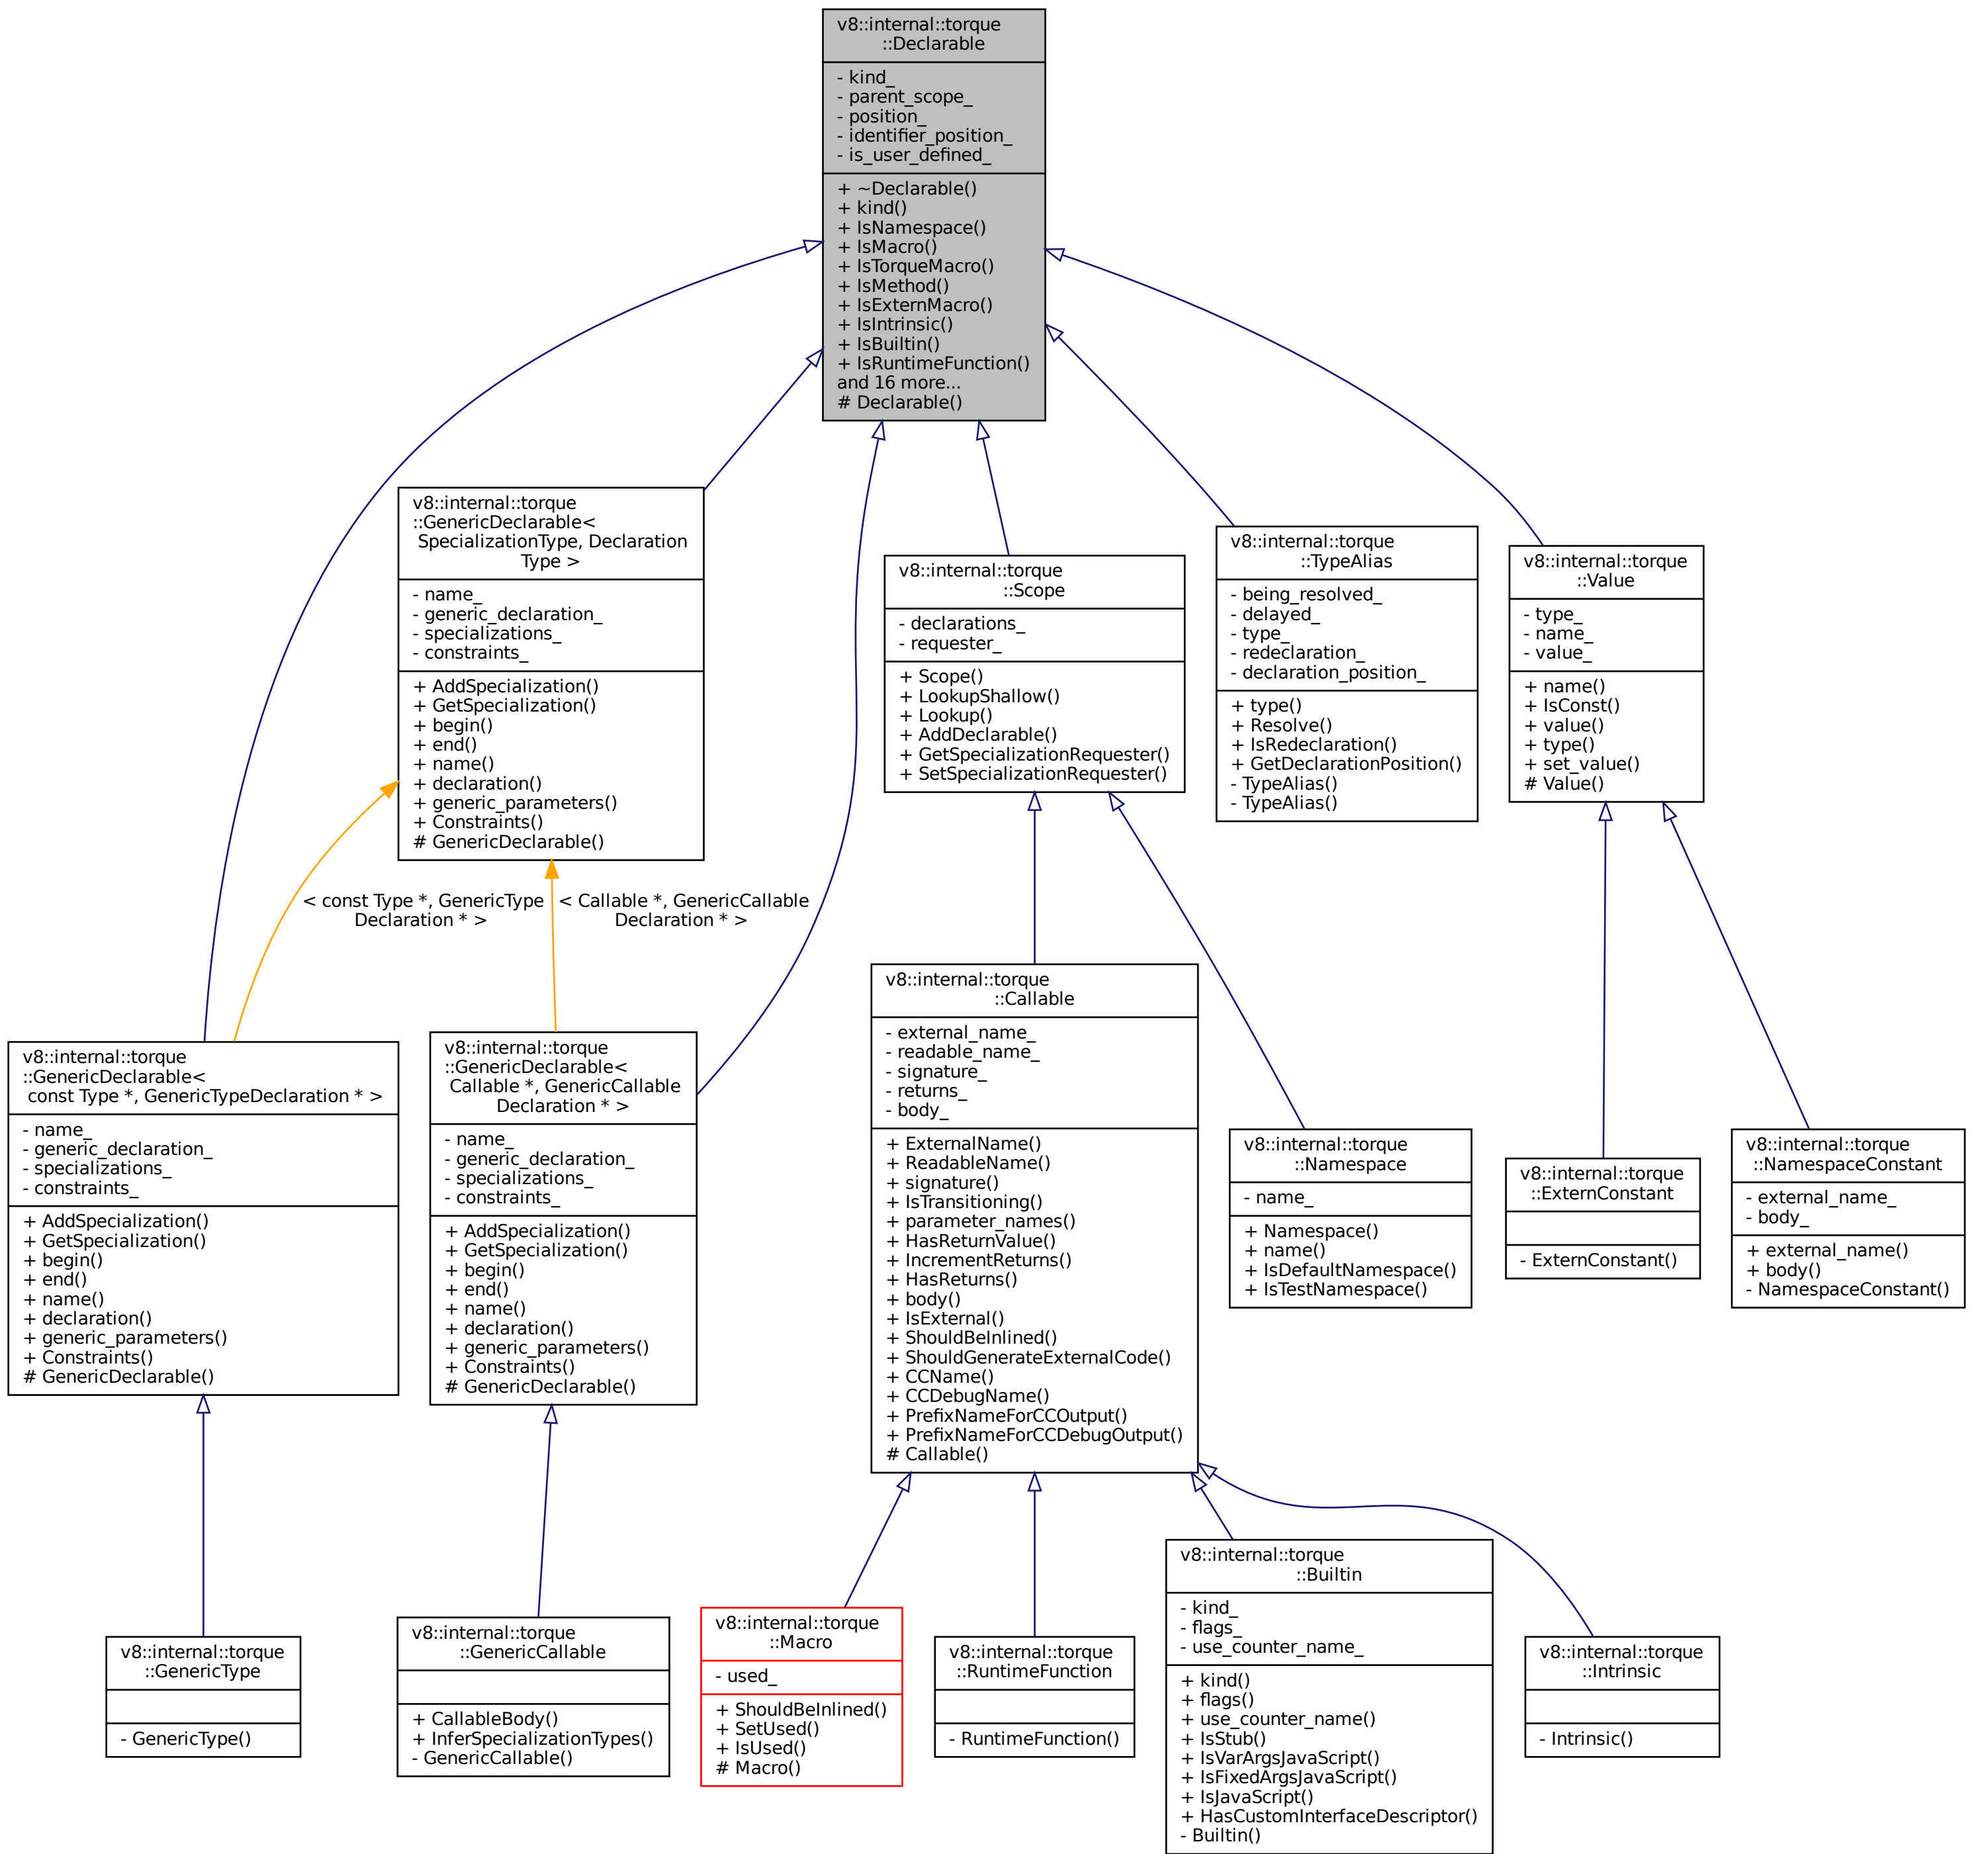 v8::internal::torque
::Declarable
- kind_
- parent_scope_
- position_
- identifier_position_
- is_user_defined_
+ ~Declarable()
+ kind()
+ IsNamespace()
+ IsMacro()
+ IsTorqueMacro()
+ IsMethod()
+ IsExternMacro()
+ IsIntrinsic()
+ IsBuiltin()
+ IsRuntimeFunction()
and 16 more...
# Declarable()
v8::internal::torque
::GenericDeclarable<
SpecializationType, Declaration
Type >
- name_
- generic_declaration_
- specializations_
- constraints_
+ AddSpecialization()
+ GetSpecialization()
+ begin()
+ end()
+ name()
+ declaration()
+ generic_parameters()
+ Constraints()
# GenericDeclarable()
v8::internal::torque
::Scope
- declarations_
- requester_
+ Scope()
+ LookupShallow()
+ Lookup()
+ AddDeclarable()
+ GetSpecializationRequester()
+ SetSpecializationRequester()
v8::internal::torque
::TypeAlias
- being_resolved_
- delayed_
- type_
- redeclaration_
- declaration_position_
+ type()
+ Resolve()
+ IsRedeclaration()
+ GetDeclarationPosition()
- TypeAlias()
- TypeAlias()
v8::internal::torque
::Value
- type_
- name_
- value_
+ name()
+ IsConst()
+ value()
+ type()
+ set_value()
# Value()
< const Type *, GenericType
Declaration * >
< Callable *, GenericCallable
Declaration * >
v8::internal::torque
::GenericDeclarable<
const Type *, GenericTypeDeclaration * >
- name_
- generic_declaration_
- specializations_
- constraints_
+ AddSpecialization()
+ GetSpecialization()
+ begin()
+ end()
+ name()
+ declaration()
+ generic_parameters()
+ Constraints()
# GenericDeclarable()
v8::internal::torque
::GenericDeclarable<
Callable *, GenericCallable
Declaration * >
- name_
- generic_declaration_
- specializations_
- constraints_
+ AddSpecialization()
+ GetSpecialization()
+ begin()
+ end()
+ name()
+ declaration()
+ generic_parameters()
+ Constraints()
# GenericDeclarable()
v8::internal::torque
::Callable
- external_name_
- readable_name_
- signature_
- returns_
- body_
+ ExternalName()
+ ReadableName()
+ signature()
+ IsTransitioning()
+ parameter_names()
+ HasReturnValue()
+ IncrementReturns()
+ HasReturns()
+ body()
+ IsExternal()
+ ShouldBeInlined()
+ ShouldGenerateExternalCode()
+ CCName()
+ CCDebugName()
+ PrefixNameForCCOutput()
+ PrefixNameForCCDebugOutput()
# Callable()
v8::internal::torque
::Namespace
- name_
+ Namespace()
+ name()
+ IsDefaultNamespace()
+ IsTestNamespace()
v8::internal::torque
::ExternConstant
- ExternConstant()
v8::internal::torque
::NamespaceConstant
- external_name_
- body_
+ external_name()
+ body()
- NamespaceConstant()
v8::internal::torque
::GenericType
- GenericType()
v8::internal::torque
::GenericCallable
+ CallableBody()
+ InferSpecializationTypes()
- GenericCallable()
v8::internal::torque
::Macro
- used_
+ ShouldBeInlined()
+ SetUsed()
+ IsUsed()
# Macro()
v8::internal::torque
::RuntimeFunction
- RuntimeFunction()
v8::internal::torque
::Builtin
- kind_
- flags_
- use_counter_name_
+ kind()
+ flags()
+ use_counter_name()
+ IsStub()
+ IsVarArgsJavaScript()
+ IsFixedArgsJavaScript()
+ IsJavaScript()
+ HasCustomInterfaceDescriptor()
- Builtin()
v8::internal::torque
::Intrinsic
- Intrinsic()